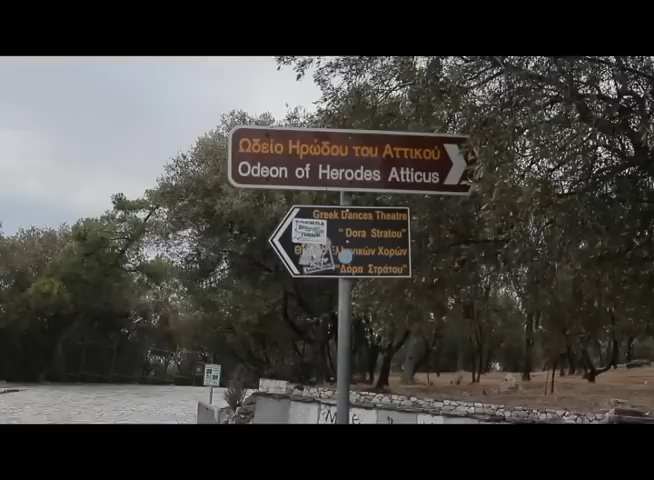 Ωδείο Ηρώδου του Αττικού
Odeon of Herodes Atticus
Greek Dances Theatre
"Dora Stratou"
Χορών
"Δόρα Στράτου"